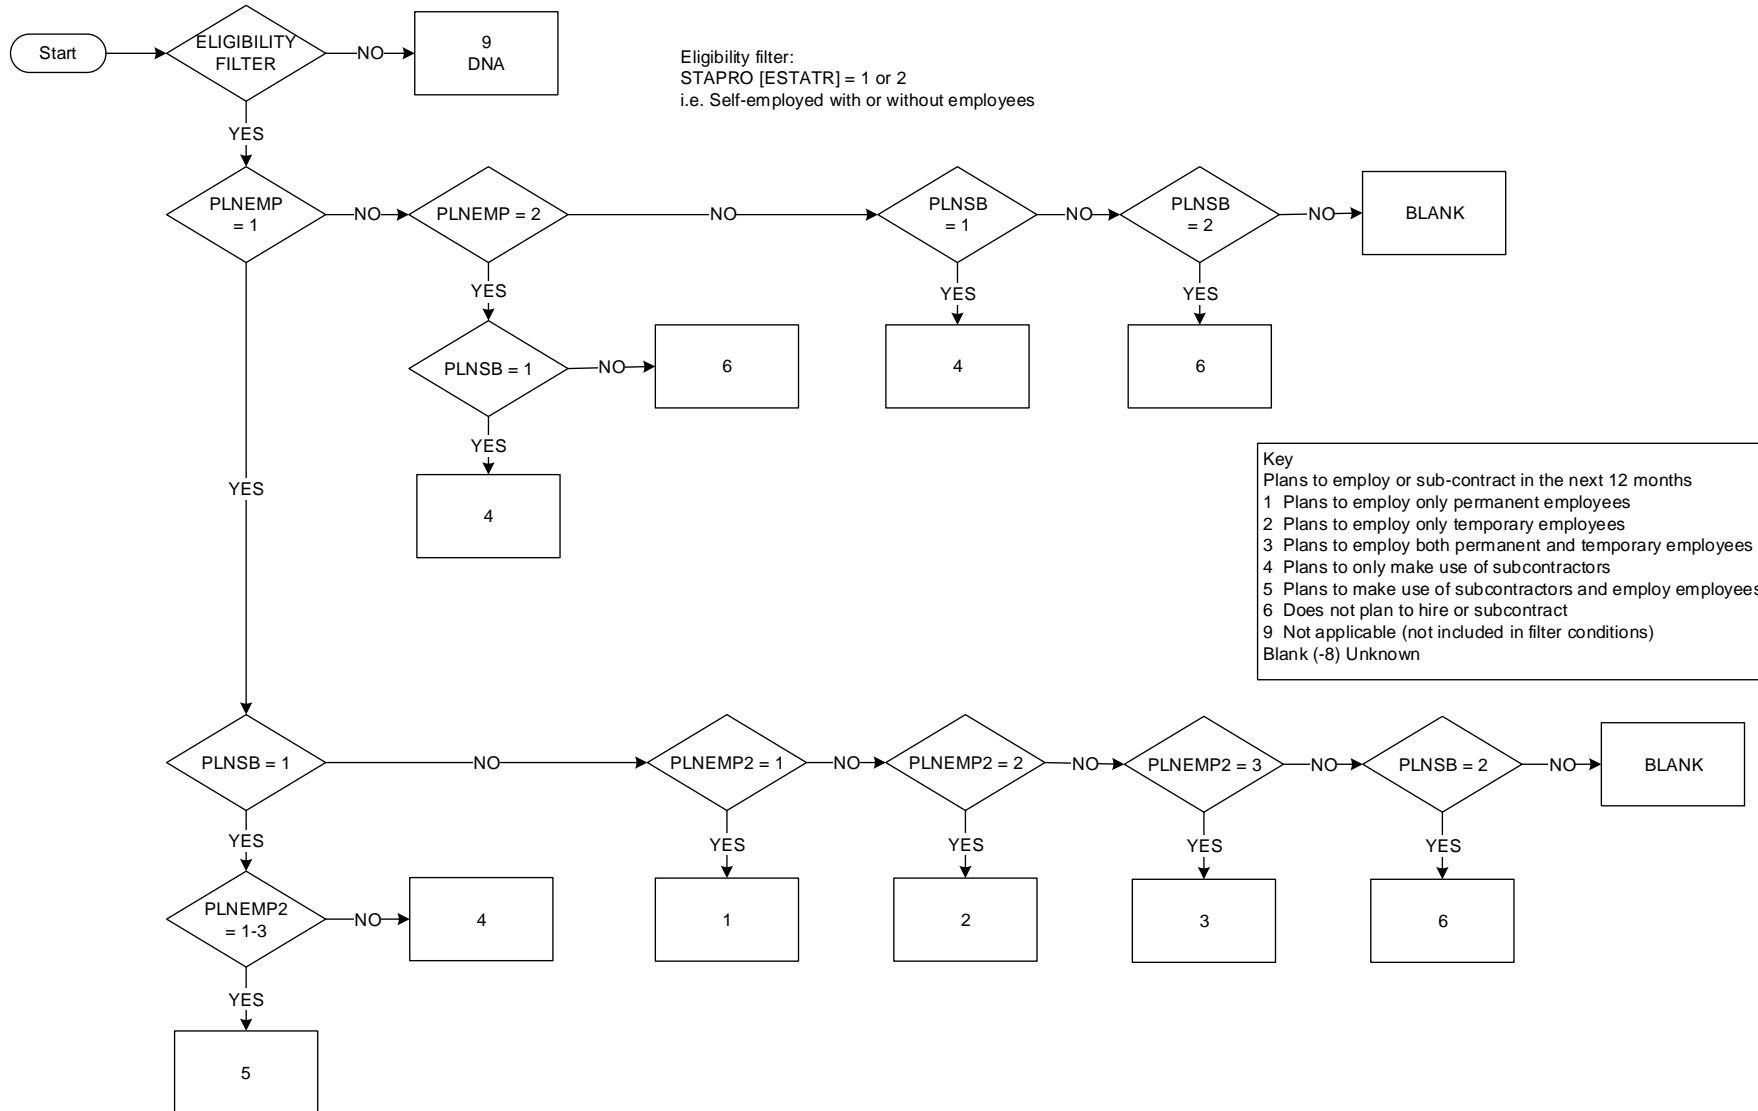 Start
ELIGIBILITY
FILTER
NO
9
DNA
Eligibility filter:
STAPRO [ESTATR] = 1 or 2
i.e. Self-employed with or without employees
YES
PLNEMP
= 1
NO
PLNEMP = 2
NO
PLNSB
= 1
NO
PLNSB
= 2
NO
BLANK
YES
YES
YES
PLNSB = 1
NO
6
4
6
YES
4
YES
Key
Plans to employ or sub-contract in the next 12 months
1 Plans to employ only permanent employees
2 Plans to employ only temporary employees
3 Plans to employ both permanent and temporary employees
4 Plans to only make use of subcontractors
5 Plans to make use of subcontractors and employ employees
6 Does not plan to hire or subcontract
9 Not applicable (not included in filter conditions)
Blank (-8) Unknown
PLNSB = 1
NO
PLNEMP2 = 1
NO
PLNEMP2 = 2
NO
PLNEMP2 = 3
NO
PLNSB = 2
NO
BLANK
YES
YES
YES
YES
YES
PLNEMP2
= 1-3
NO
4
1
2
3
6
YES
5